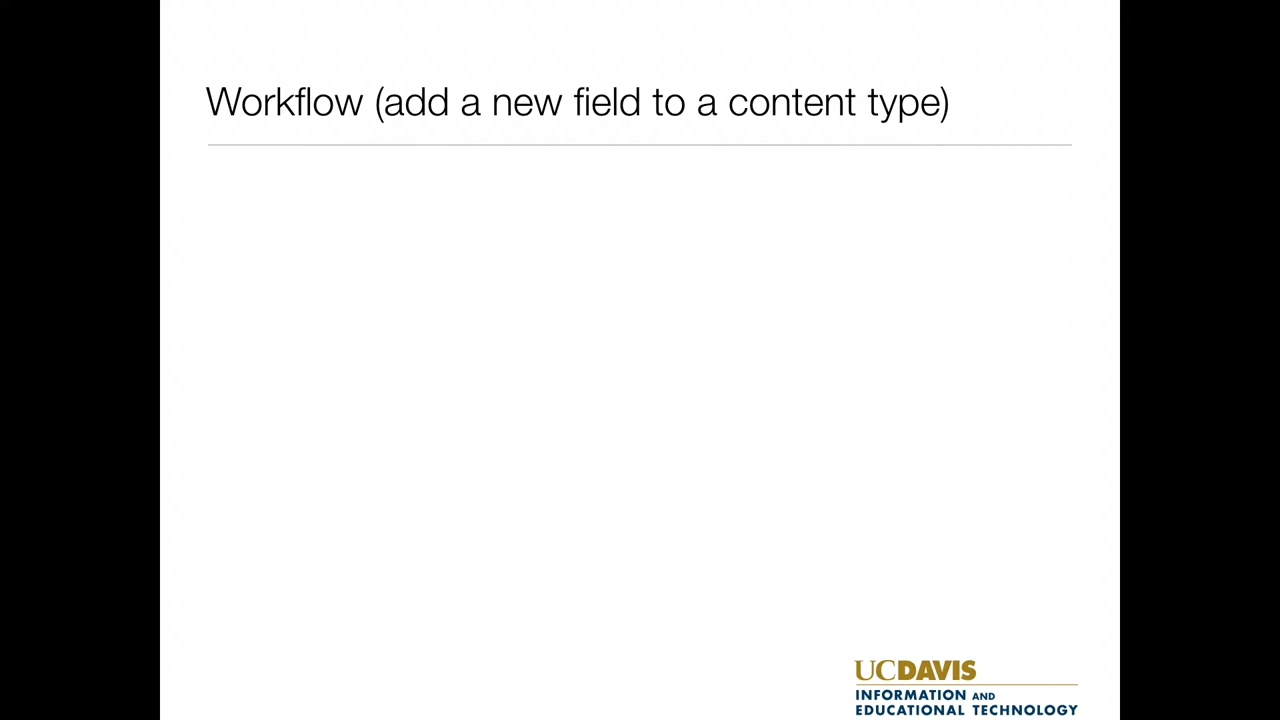 Workflow (add a new field to a content type)
UCDAVIS
INFORMATION AND
EDUCATIONAL TECHNOLOGY